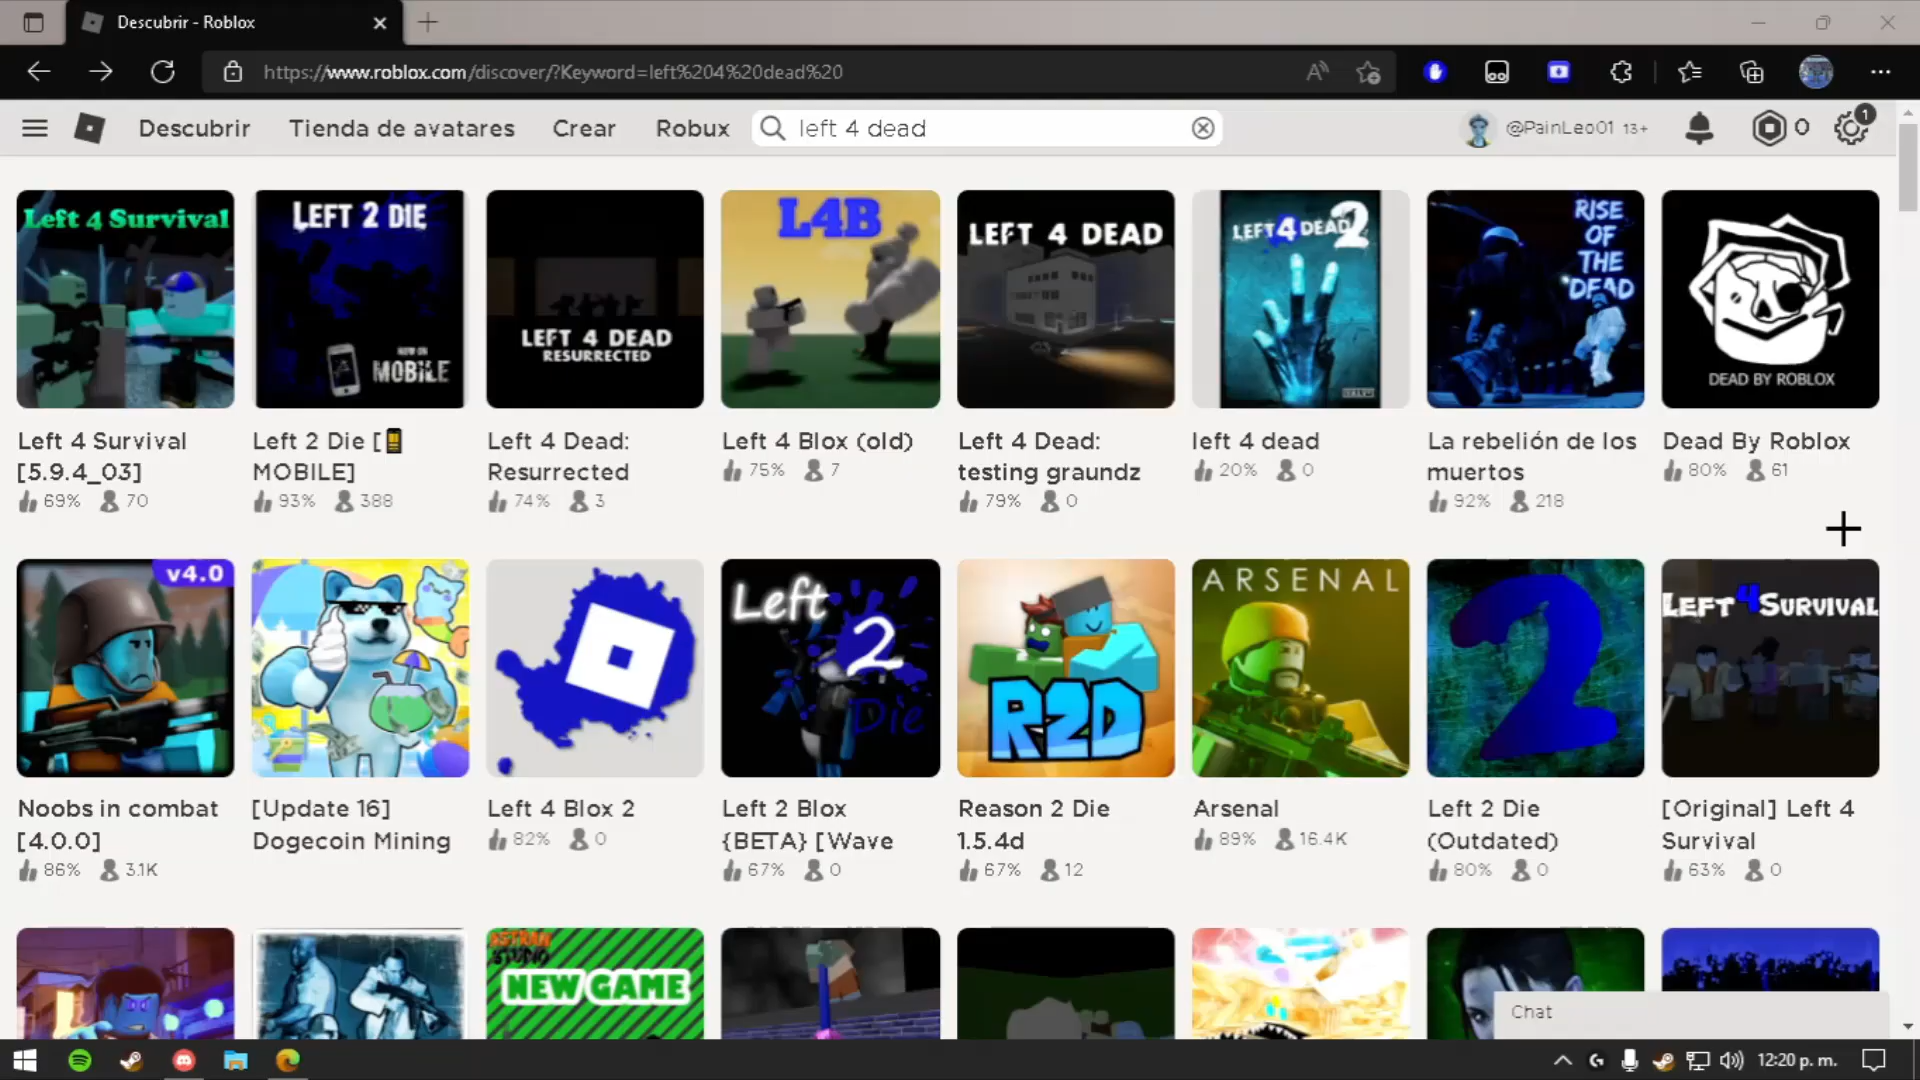 Descubrir - Roblox
https://www.roblox.com/discover/?Keyword=left%204%20dead%20
Descubrir Tienda de avatares Crear Robux left 4 dead @PainLeo01 13+ 0 1
Left 4 Survival
LEFT 2 DIE
NOW ON
MOBILE
LEFT 4 DEAD
RESURRECTED
L4B
LEFT 4 DEAD
LEFT 4 DEAD 2
RISE
OF
THE
DEAD
DEAD BY ROBLOX
Left 4 Survival
[5.9.4_03]
69% 70
Left 2 Die [📱
MOBILE]
93% 388
Left 4 Dead:
Resurrected
74% 3
Left 4 Blox (old)
75% 7
Left 4 Dead:
testing graundz
79% 0
left 4 dead
20% 0
La rebelión de los
muertos
92% 218
Dead By Roblox
80% 61
v4.0
Left
2
Die
R2D
ARSENAL
2
LEFT 4 SURVIVAL
Noobs in combat
[4.0.0]
86% 3.1K
[Update 16]
Dogecoin Mining
Left 4 Blox 2
82% 0
Left 2 Blox
{BETA} [Wave
67% 0
Reason 2 Die
1.5.4d
67% 12
Arsenal
89% 16.4K
Left 2 Die
(Outdated)
80% 0
[Original] Left 4
Survival
63% 0
STUDIO
NEW GAME
Chat
12:20 p. m.